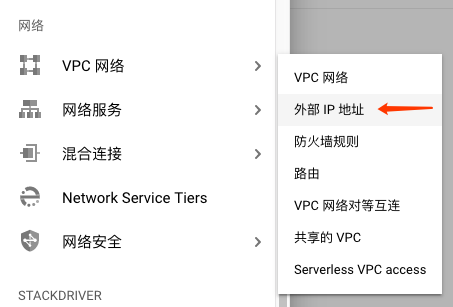 网络
VPC 网络
网络服务
混合连接
Network Service Tiers
网络安全
STACKDRIVER
VPC 网络
外部 IP 地址
防火墙规则
路由
VPC 网络对等互连
共享的 VPC
Serverless VPC access